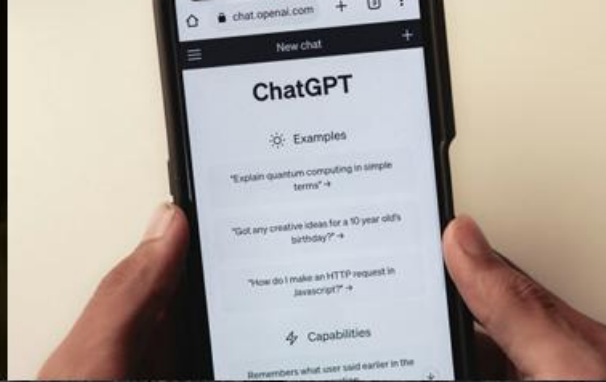 chat.openai.com
New chat
ChatGPT
Examples
"Explain quantum computing in simple
terms" →
"Got any creative ideas for a 10 year old's
birthday?" →
"How do I make an HTTP request in
Javascript?" →
Capabilities
Remembers what user said earlier in the